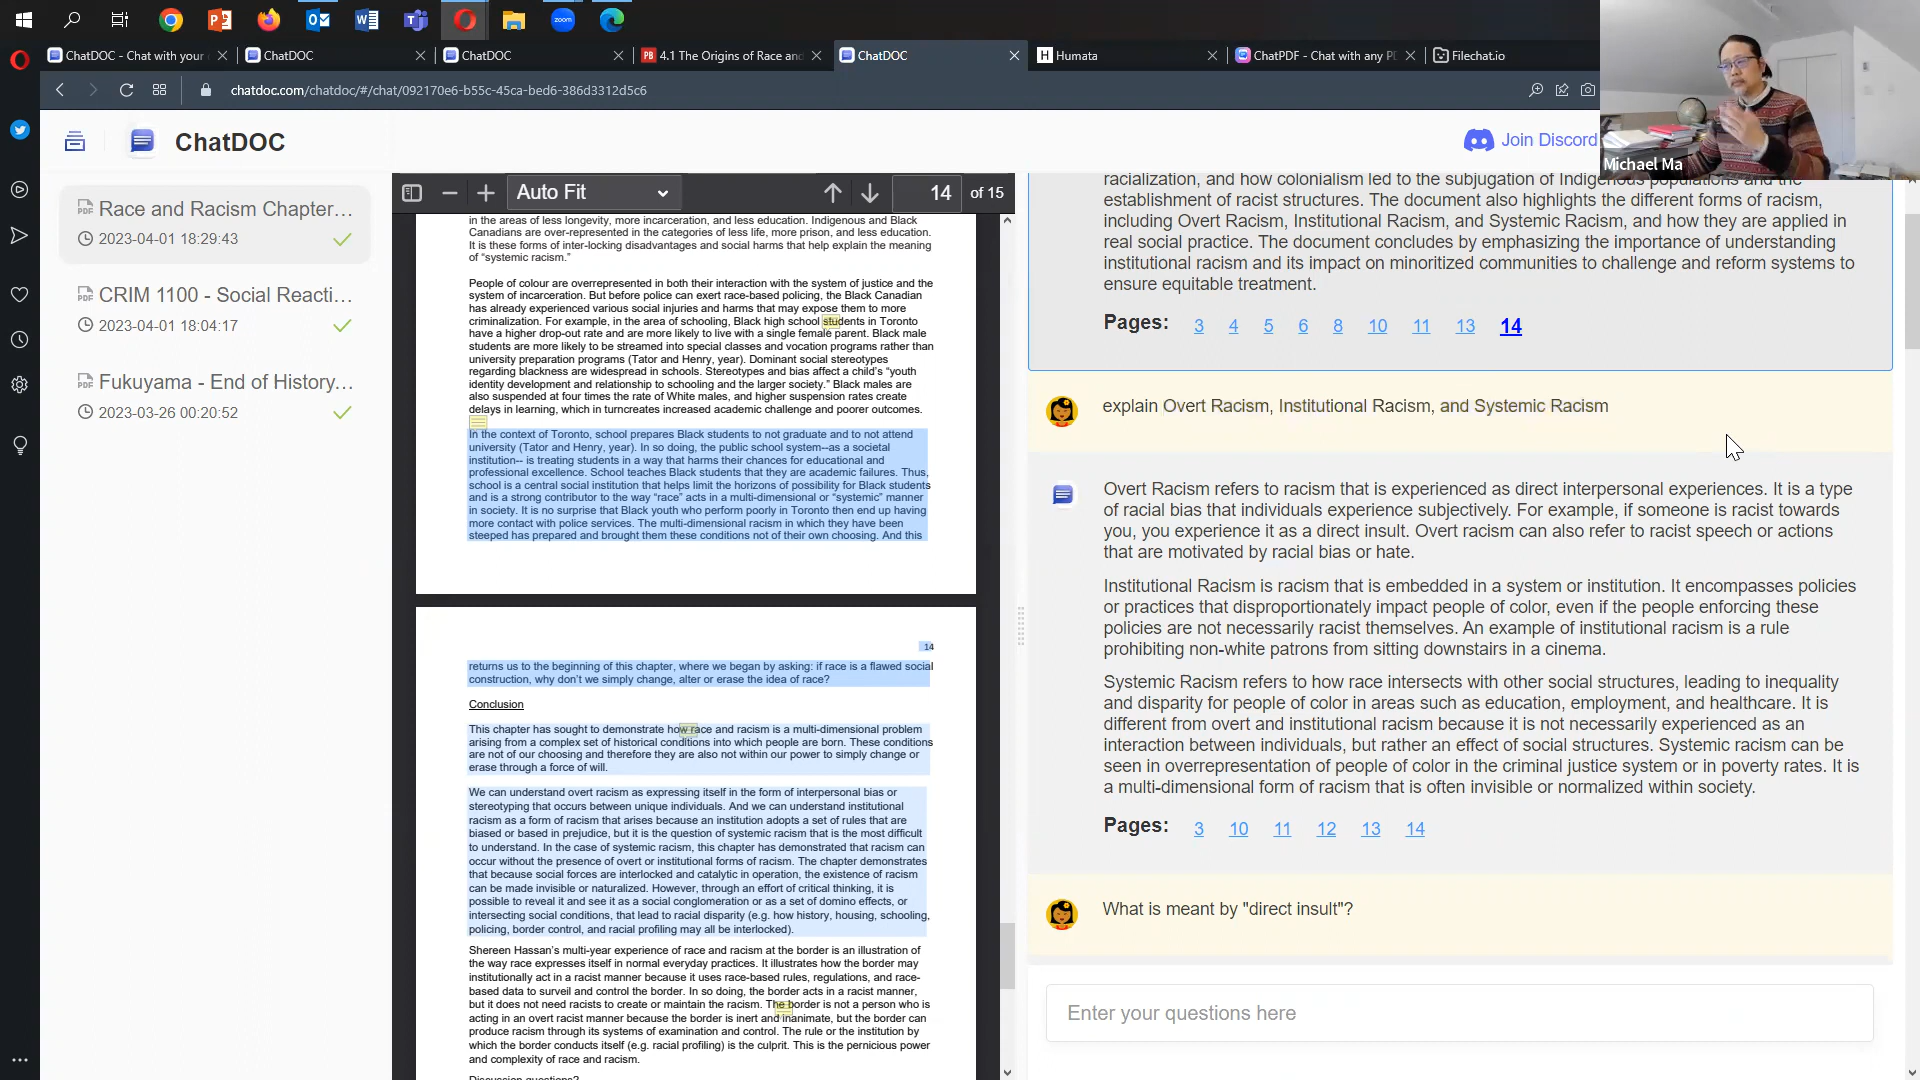 ChatDOC - Chat with your
ChatDOC
ChatDOC
4.1 The Origins of Race and
ChatDOC
Humata
ChatPDF - Chat with any P
Filechat.io
chatdoc.com/chatdoc/#/chat/092170e6-b55c-45ca-bed6-386d3312d5c6
ChatDOC
Join Discord
Michael Ma
Race and Racism Chapter...
2023-04-01 18:29:43
CRIM 1100 - Social Reacti...
2023-04-01 18:04:17
Fukuyama - End of History...
2023-03-26 00:20:52
Auto Fit
14 of 15
in the areas of less longevity, more incarceration, and less education. Indigenous and Black
Canadians are over-represented in the categories of less life, more prison, and less education.
It is these forms of inter-locking disadvantages and social harms that help explain the meaning
of “systemic racism.”
People of colour are overrepresented in both their interaction with the system of justice and the
system of incarceration. But before police can exert race-based policing, the Black Canadian
has already experienced various social injuries and harms that may expose them to more
criminalization. For example, in the area of schooling, Black high school students in Toronto
have a higher drop-out rate and are more likely to live with a single female parent. Black male
students are more likely to be streamed into special classes and vocation programs rather than
university preparation programs (Tator and Henry, year). Dominant social stereotypes
regarding blackness are widespread in schools. Stereotypes and bias affect a child’s “youth
identity development and relationship to schooling and the larger society.” Black males are
also suspended at four times the rate of White males, and higher suspension rates create
delays in learning, which in turncreates increased academic challenge and poorer outcomes.
In the context of Toronto, school prepares Black students to not graduate and to not attend
university (Tator and Henry, year). In so doing, the public school system--as a societal
institution-- is treating students in a way that harms their chances for educational and
professional excellence. School teaches Black students that they are academic failures. Thus,
school is a central social institution that helps limit the horizons of possibility for Black students
and is a strong contributor to the way “race” acts in a multi-dimensional or “systemic” manner
in society. It is no surprise that Black youth who perform poorly in Toronto then end up having
more contact with police services. The multi-dimensional racism in which they have been
steeped has prepared and brought them these conditions not of their own choosing. And this
14
returns us to the beginning of this chapter, where we began by asking: if race is a flawed social
construction, why don’t we simply change, alter or erase the idea of race?
Conclusion
This chapter has sought to demonstrate how race and racism is a multi-dimensional problem
arising from a complex set of historical conditions into which people are born. These conditions
are not of our choosing and therefore they are also not within our power to simply change or
erase through a force of will.
We can understand overt racism as expressing itself in the form of interpersonal bias or
stereotyping that occurs between unique individuals. And we can understand institutional
racism as a form of racism that arises because an institution adopts a set of rules that are
biased or based in prejudice, but it is the question of systemic racism that is the most difficult
to understand. In the case of systemic racism, this chapter has demonstrated that racism can
occur without the presence of overt or institutional forms of racism. The chapter demonstrates
that because social forces are interlocked and catalytic in operation, the existence of racism
can be made invisible or naturalized. However, through an effort of critical thinking, it is
possible to reveal it and see it as a social conglomeration or as a set of domino effects, or
intersecting social conditions, that lead to racial disparity (e.g. how history, housing, schooling,
policing, border control, and racial profiling may all be interlocked).
Shereen Hassan’s multi-year experience of race and racism at the border is an illustration of
the way race expresses itself in normal everyday practices. It illustrates how the border may
institutionally act in a racist manner because it uses race-based rules, regulations, and race-
based data to surveil and control the border. In so doing, the border acts in a racist manner,
but it does not need racists to create or maintain the racism. The border is not a person who is
acting in an overt racist manner because the border is inert and inanimate, but the border can
produce racism through its systems of examination and control. The rule or the institution by
which the border conducts itself (e.g. racial profiling) is the culprit. This is the pernicious power
and complexity of race and racism.
Discussion questions?
racialization, and how colonialism led to the subjugation of Indigenous populations and the
establishment of racist structures. The document also highlights the different forms of racism,
including Overt Racism, Institutional Racism, and Systemic Racism, and how they are applied in
real social practice. The document concludes by emphasizing the importance of understanding
institutional racism and its impact on minoritized communities to challenge and reform systems to
ensure equitable treatment.
Pages: 3 4 5 6 8 10 11 13 14
explain Overt Racism, Institutional Racism, and Systemic Racism
Overt Racism refers to racism that is experienced as direct interpersonal experiences. It is a type
of racial bias that individuals experience subjectively. For example, if someone is racist towards
you, you experience it as a direct insult. Overt racism can also refer to racist speech or actions
that are motivated by racial bias or hate.
Institutional Racism is racism that is embedded in a system or institution. It encompasses policies
or practices that disproportionately impact people of color, even if the people enforcing these
policies are not necessarily racist themselves. An example of institutional racism is a rule
prohibiting non-white patrons from sitting downstairs in a cinema.
Systemic Racism refers to how race intersects with other social structures, leading to inequality
and disparity for people of color in areas such as education, employment, and healthcare. It is
different from overt and institutional racism because it is not necessarily experienced as an
interaction between individuals, but rather an effect of social structures. Systemic racism can be
seen in overrepresentation of people of color in the criminal justice system or in poverty rates. It is
a multi-dimensional form of racism that is often invisible or normalized within society.
Pages: 3 10 11 12 13 14
What is meant by "direct insult"?
Enter your questions here